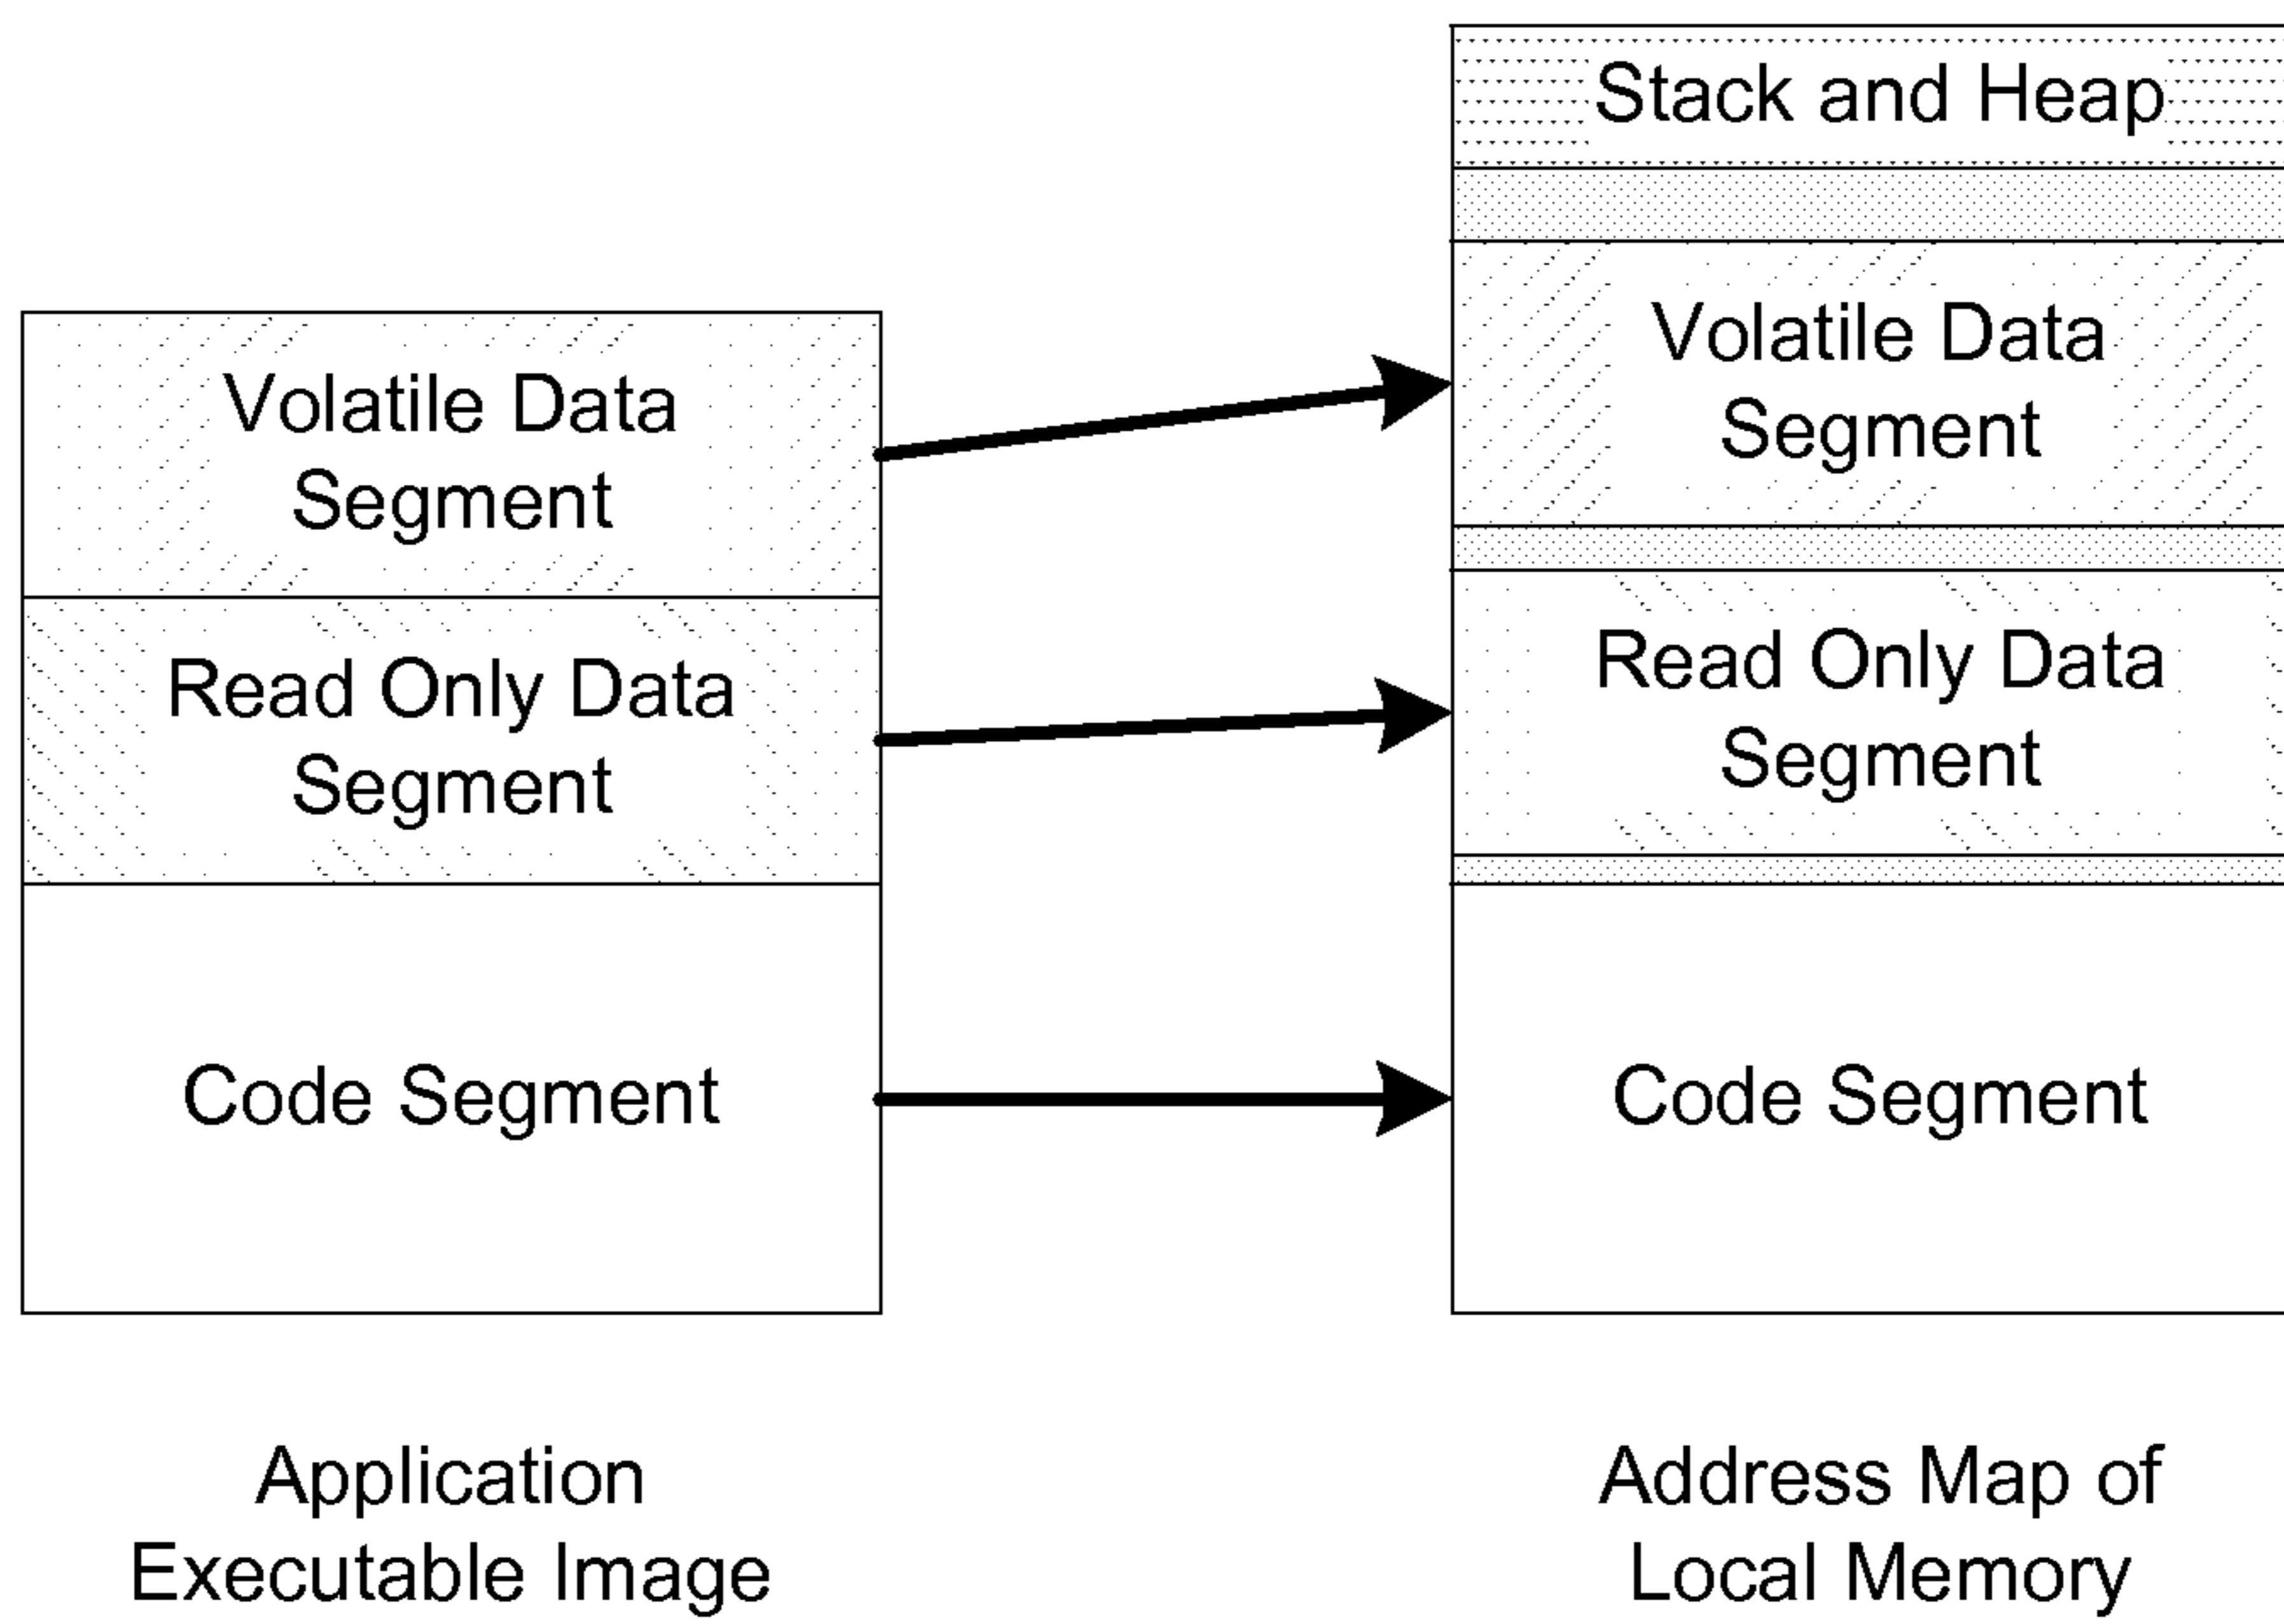 Stack and Heap
Volatile Data
Segment
Read Only Data
Segment
Code Segment
Volatile Data
Segment
Read Only Data
Segment
Code Segment
Application
Executable Image
Address Map of
Local Memory